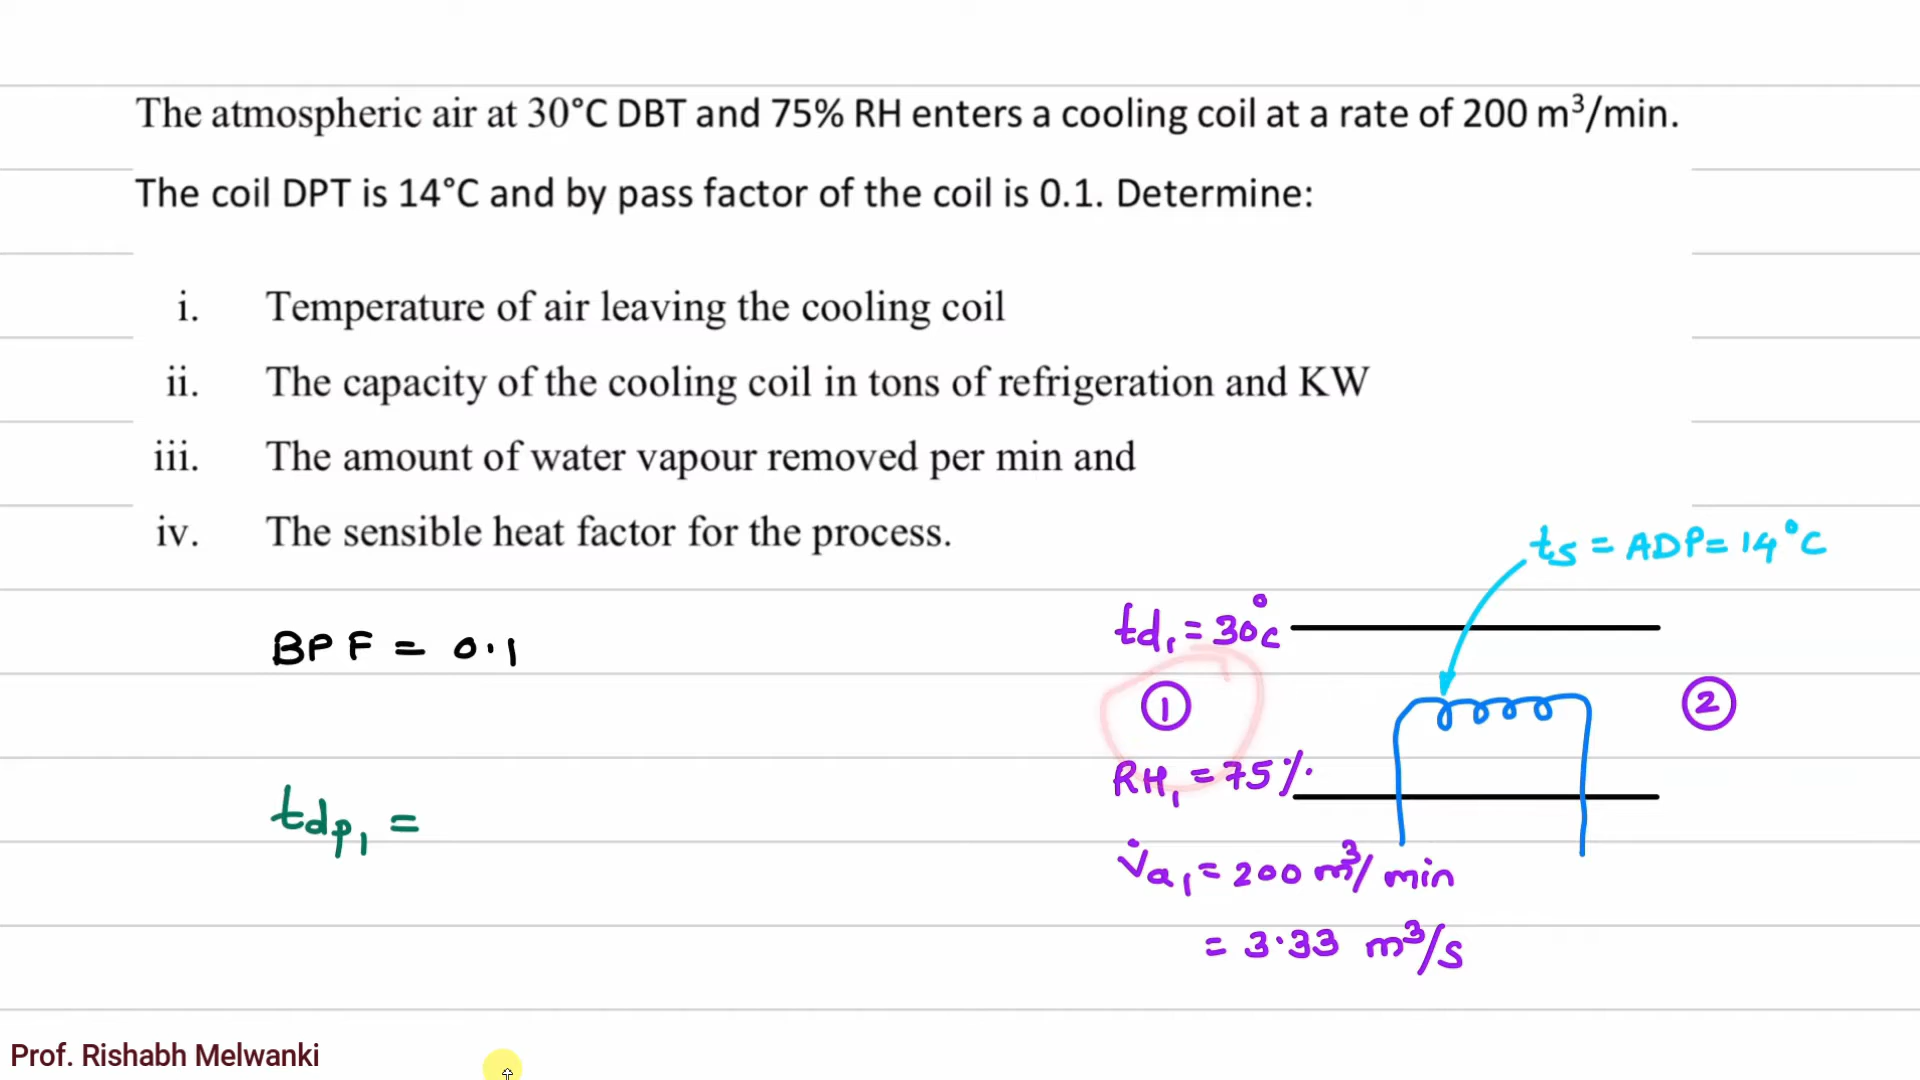 The atmospheric air at 30°C DBT and 75% RH enters a cooling coil at a rate of 200 m³/min.
The coil DPT is 14°C and by pass factor of the coil is 0.1. Determine:
i. Temperature of air leaving the cooling coil
ii. The capacity of the cooling coil in tons of refrigeration and KW
iii. The amount of water vapour removed per min and
iv. The sensible heat factor for the process.
ts = ADP = 14°C
td₁ = 30°C
BPF = 0.1
① ②
RH₁ = 75%
tdp₁ =
V̇a₁ = 200 m³/min
= 3.33 m³/s
Prof. Rishabh Melwanki